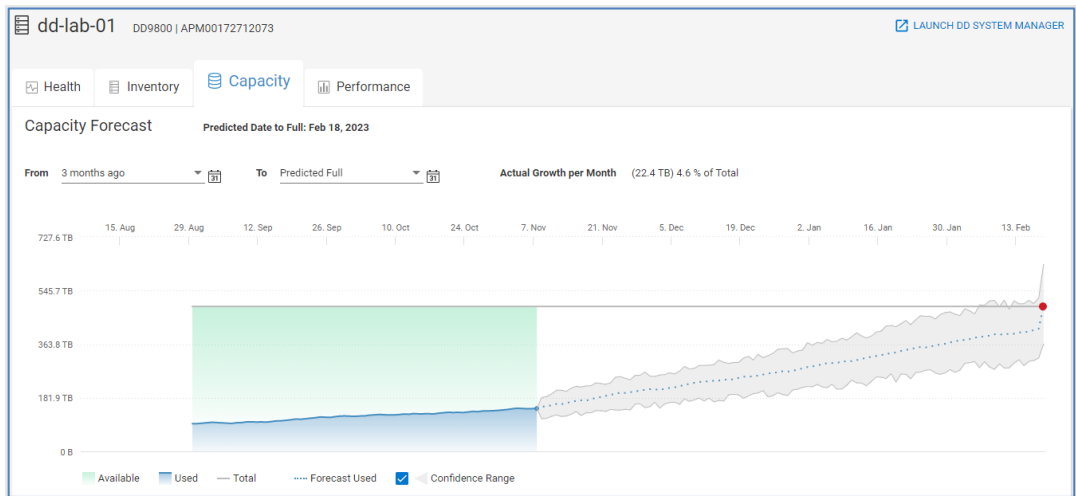 dd-lab-01 DD9800 | APM00172712073 LAUNCH DD SYSTEM MANAGER
Health Inventory Capacity Performance
Capacity Forecast Predicted Date to Full: Feb 18, 2023
From 3 months ago 31 To Predicted Full 31 Actual Growth per Month (22.4 TB) 4.6 % of Total
15. Aug 29. Aug 12. Sep 26. Sep 10. Oct 24. Oct 7. Nov 21. Nov 5. Dec 19. Dec 2. Jan 16. Jan 30. Jan 13. Feb
727.6 TB
545.7 TB
363.8 TB
181.9 TB
0 B
Available Used Total Forecast Used Confidence Range